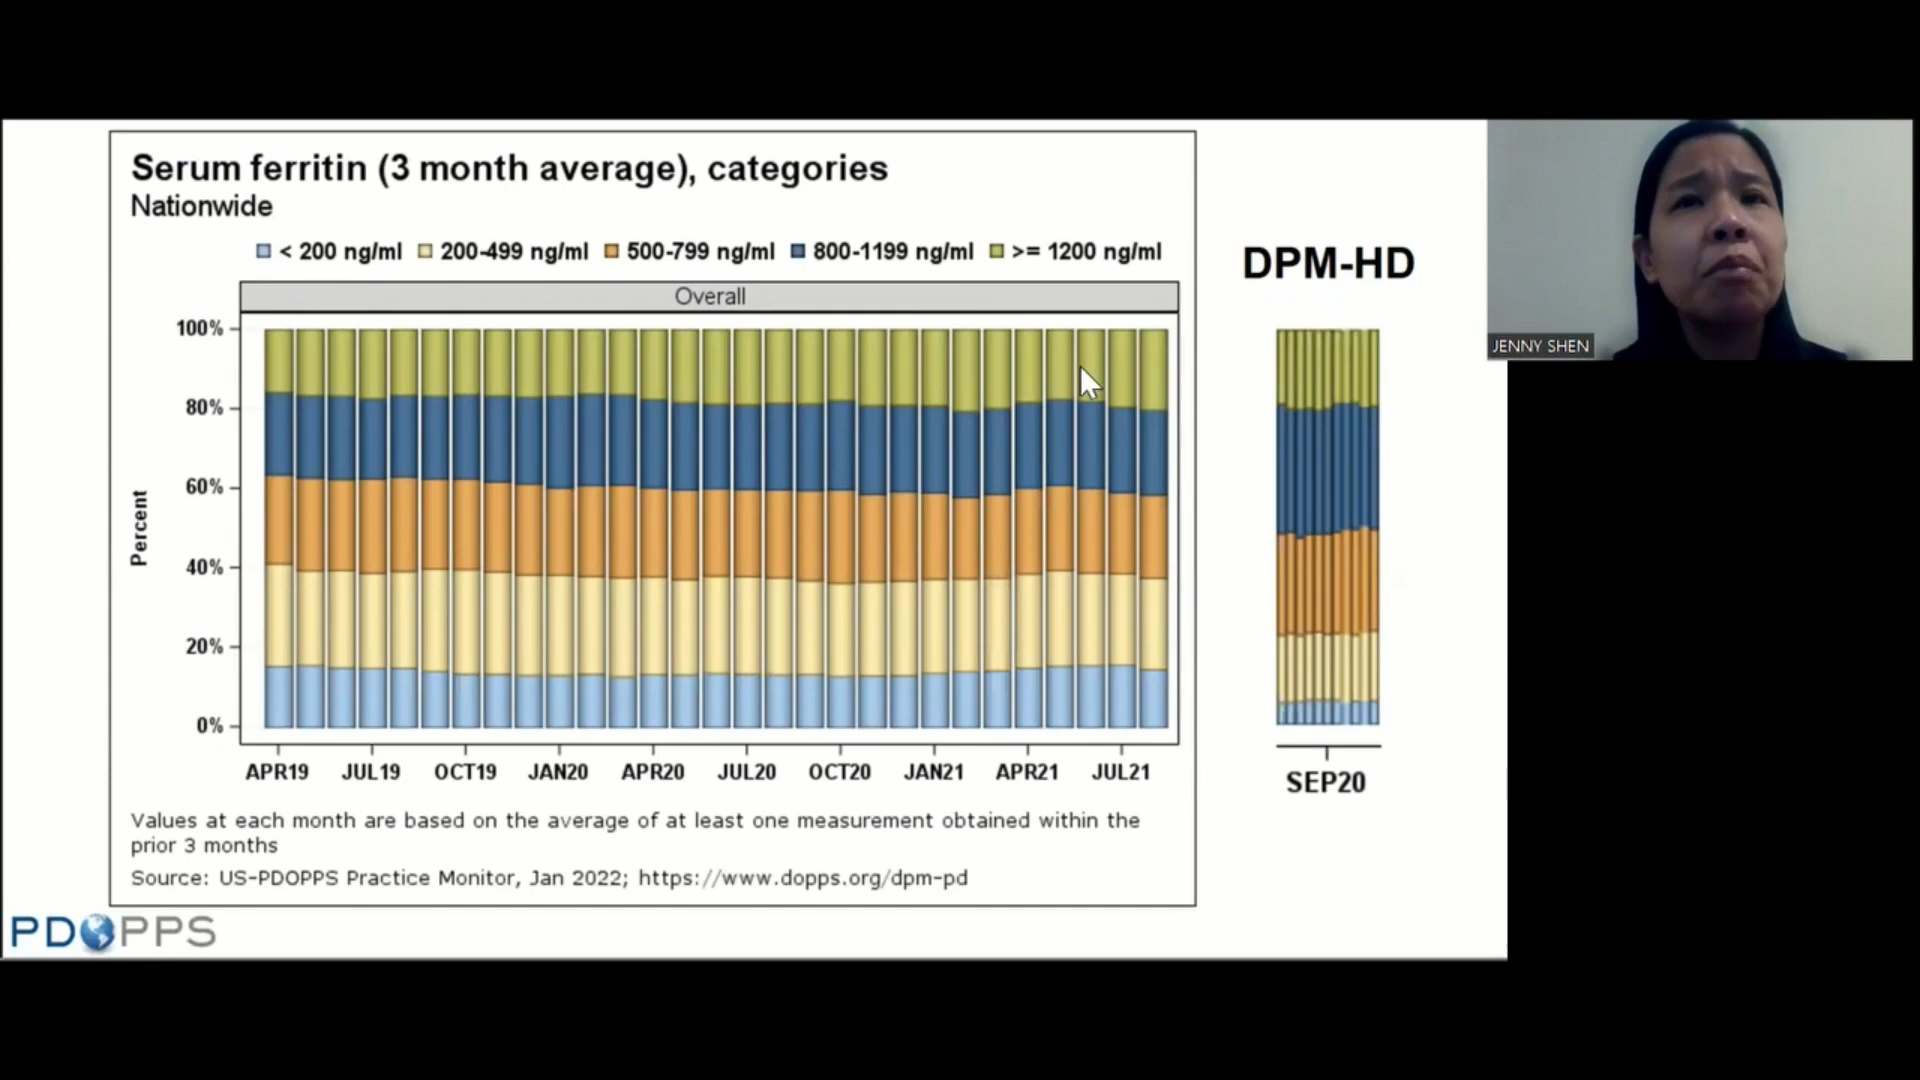 Serum ferritin (3 month average), categories
Nationwide
< 200 ng/ml 200-499 ng/ml 500-799 ng/ml 800-1199 ng/ml >= 1200 ng/ml
Overall
100%
80%
60%
40%
20%
0%
Percent
APR19 JUL19 OCT19 JAN20 APR20 JUL20 OCT20 JAN21 APR21 JUL21
Values at each month are based on the average of at least one measurement obtained within the
prior 3 months
Source: US-PDOPPS Practice Monitor, Jan 2022; https://www.dopps.org/dpm-pd
PDOPPS
DPM-HD
SEP20
JENNY SHEN